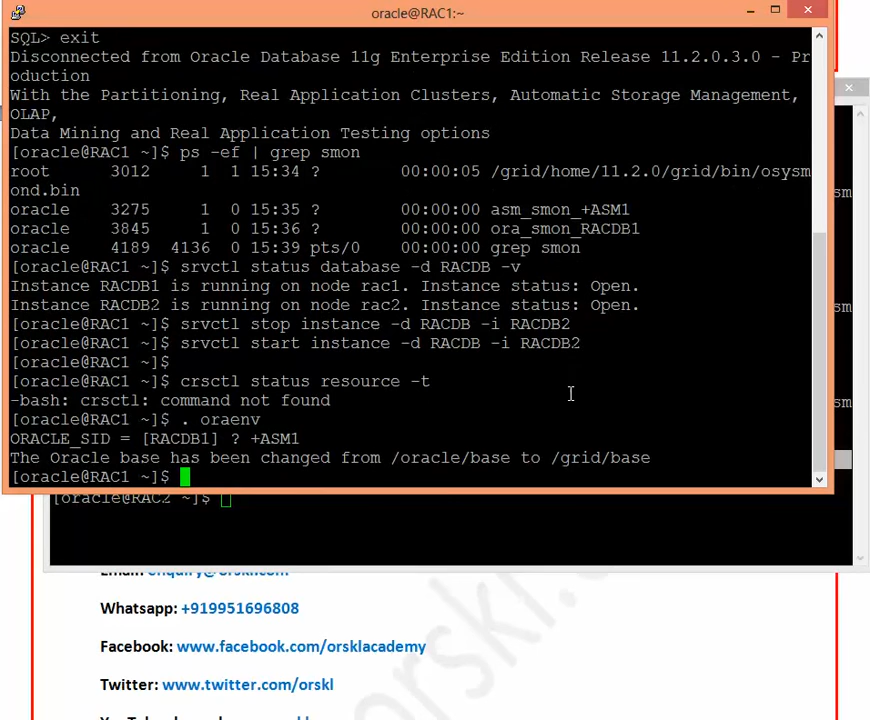 oracle@RAC1:~
SQL> exit
Disconnected from Oracle Database 11g Enterprise Edition Release 11.2.0.3.0 - Pr
oduction
With the Partitioning, Real Application Clusters, Automatic Storage Management,
OLAP,
Data Mining and Real Application Testing options
[oracle@RAC1 ~]$ ps -ef | grep smon
root      3012     1  1 15:34 ?        00:00:05 /grid/home/11.2.0/grid/bin/osysm
ond.bin
oracle    3275     1  0 15:35 ?        00:00:00 asm_smon_+ASM1
oracle    3845     1  0 15:36 ?        00:00:00 ora_smon_RACDB1
oracle    4189  4136  0 15:39 pts/0    00:00:00 grep smon
[oracle@RAC1 ~]$ srvctl status database -d RACDB -v
Instance RACDB1 is running on node rac1. Instance status: Open.
Instance RACDB2 is running on node rac2. Instance status: Open.
[oracle@RAC1 ~]$ srvctl stop instance -d RACDB -i RACDB2
[oracle@RAC1 ~]$ srvctl start instance -d RACDB -i RACDB2
[oracle@RAC1 ~]$
[oracle@RAC1 ~]$ crsctl status resource -t
-bash: crsctl: command not found
[oracle@RAC1 ~]$ . oraenv
ORACLE_SID = [RACDB1] ? +ASM1
The Oracle base has been changed from /oracle/base to /grid/base
[oracle@RAC1 ~]$
[oracle@RAC2 ~]$
Whatsapp: +919951696808
Facebook: www.facebook.com/orsklacademy
Twitter: www.twitter.com/orskl